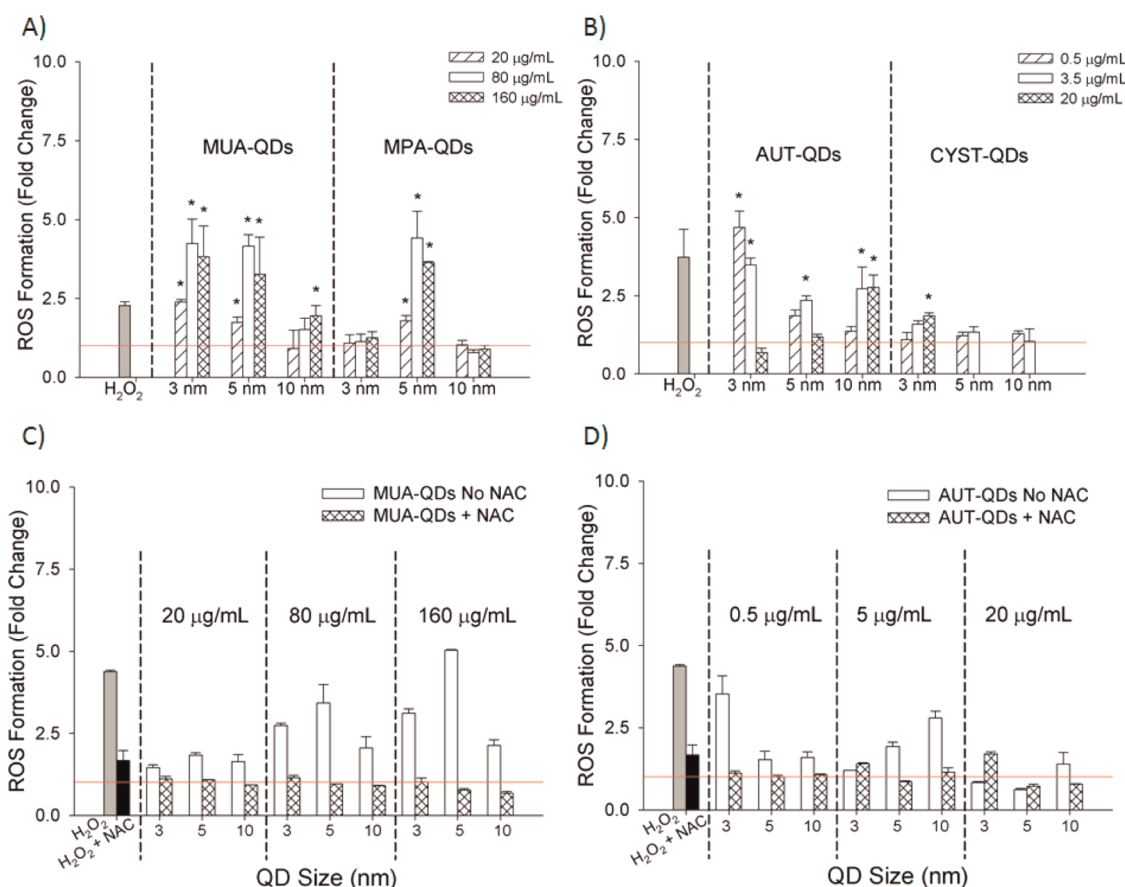 A)
10.0
7.5
5.0
2.5
0.0
ROS Formation (Fold Change)
20 μg/mL
80 μg/mL
160 μg/mL
MUA-QDs
MPA-QDs
* * * * * * * * * *
H₂O₂
3 nm 5 nm 10 nm 3 nm 5 nm 10 nm
B)
10.0
7.5
5.0
2.5
0.0
ROS Formation (Fold Change)
0.5 μg/mL
3.5 μg/mL
20 μg/mL
AUT-QDs
CYST-QDs
* * * * * *
H₂O₂
3 nm 5 nm 10 nm 3 nm 5 nm 10 nm
C)
10.0
7.5
5.0
2.5
0.0
ROS Formation (Fold Change)
MUA-QDs No NAC
MUA-QDs + NAC
20 μg/mL 80 μg/mL 160 μg/mL
H₂O₂
H₂O₂ + NAC
3 5 10 3 5 10 3 5 10
QD Size (nm)
D)
10.0
7.5
5.0
2.5
0.0
ROS Formation (Fold Change)
AUT-QDs No NAC
AUT-QDs + NAC
0.5 μg/mL 5 μg/mL 20 μg/mL
H₂O₂
H₂O₂ + NAC
3 5 10 3 5 10 3 5 10
QD Size (nm)